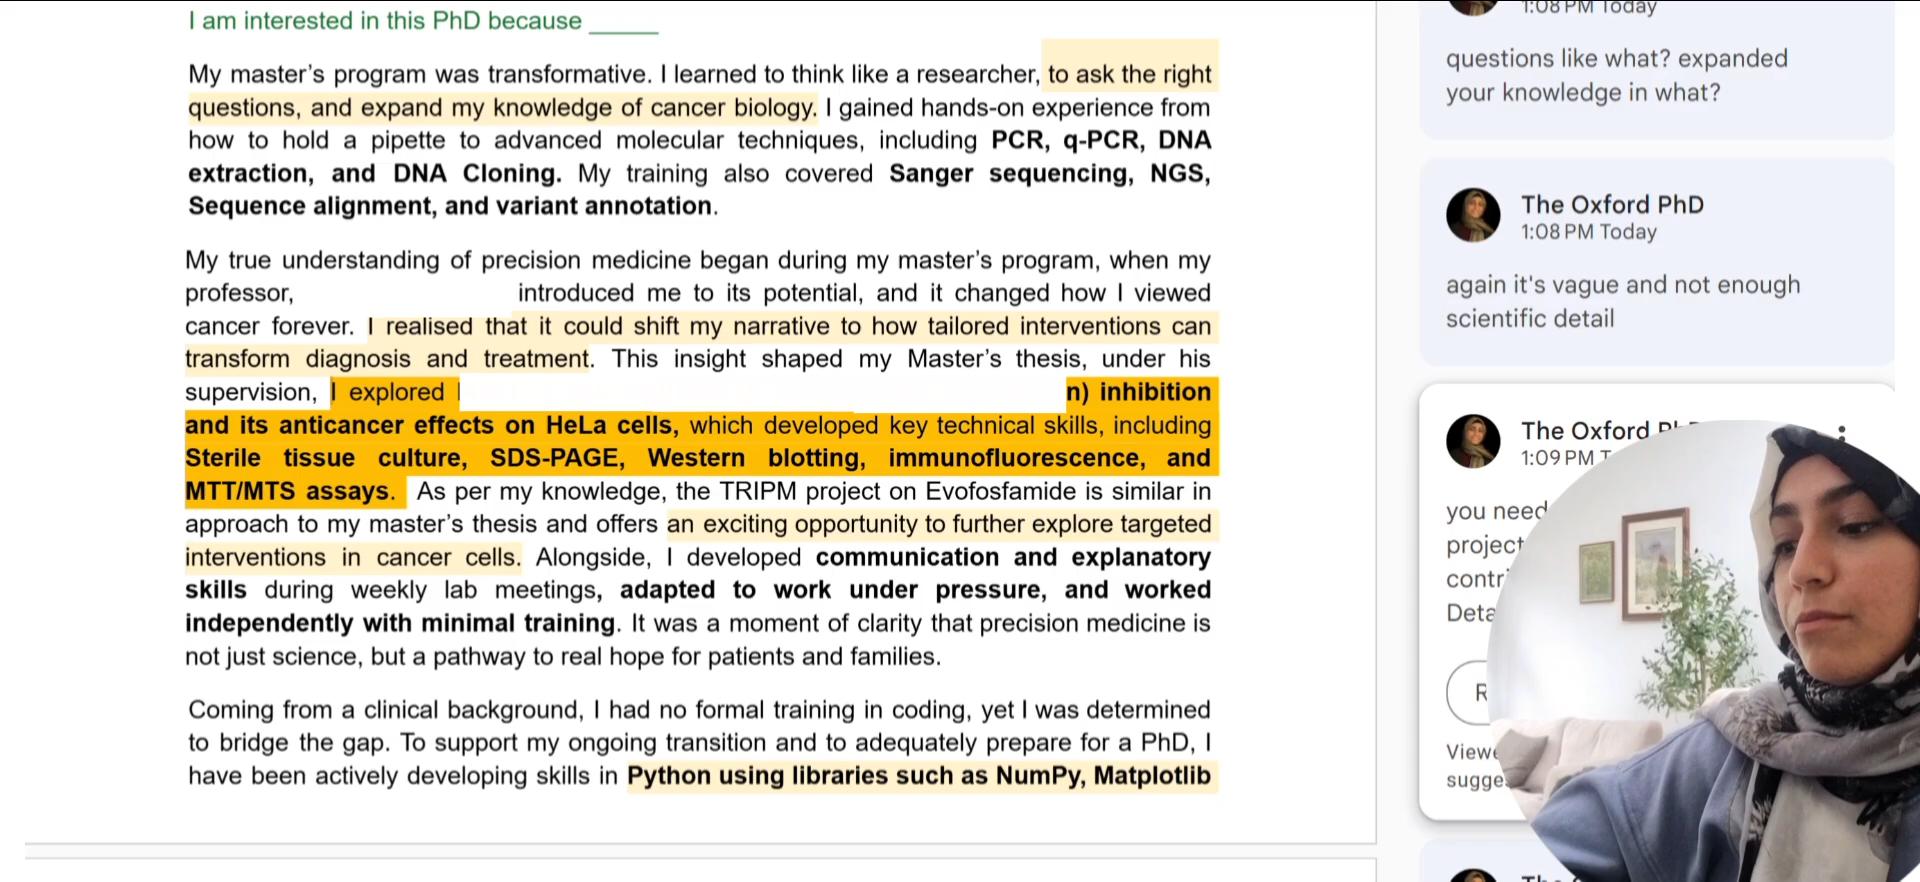 I am interested in this PhD because _____
My master's program was transformative. I learned to think like a researcher, to ask the right
questions, and expand my knowledge of cancer biology. I gained hands-on experience from
how to hold a pipette to advanced molecular techniques, including PCR, q-PCR, DNA
extraction, and DNA Cloning. My training also covered Sanger sequencing, NGS,
Sequence alignment, and variant annotation.
My true understanding of precision medicine began during my master's program, when my
professor, introduced me to its potential, and it changed how I viewed
cancer forever. I realised that it could shift my narrative to how tailored interventions can
transform diagnosis and treatment. This insight shaped my Master's thesis, under his
supervision, I explored n) inhibition
and its anticancer effects on HeLa cells, which developed key technical skills, including
Sterile tissue culture, SDS-PAGE, Western blotting, immunofluorescence, and
MTT/MTS assays. As per my knowledge, the TRIPM project on Evofosfamide is similar in
approach to my master's thesis and offers an exciting opportunity to further explore targeted
interventions in cancer cells. Alongside, I developed communication and explanatory
skills during weekly lab meetings, adapted to work under pressure, and worked
independently with minimal training. It was a moment of clarity that precision medicine is
not just science, but a pathway to real hope for patients and families.
Coming from a clinical background, I had no formal training in coding, yet I was determined
to bridge the gap. To support my ongoing transition and to adequately prepare for a PhD, I
have been actively developing skills in Python using libraries such as NumPy, Matplotlib
1:08 PM Today
questions like what? expanded
your knowledge in what?
The Oxford PhD
1:08 PM Today
again it's vague and not enough
scientific detail
The Oxford
1:09 PM
you need